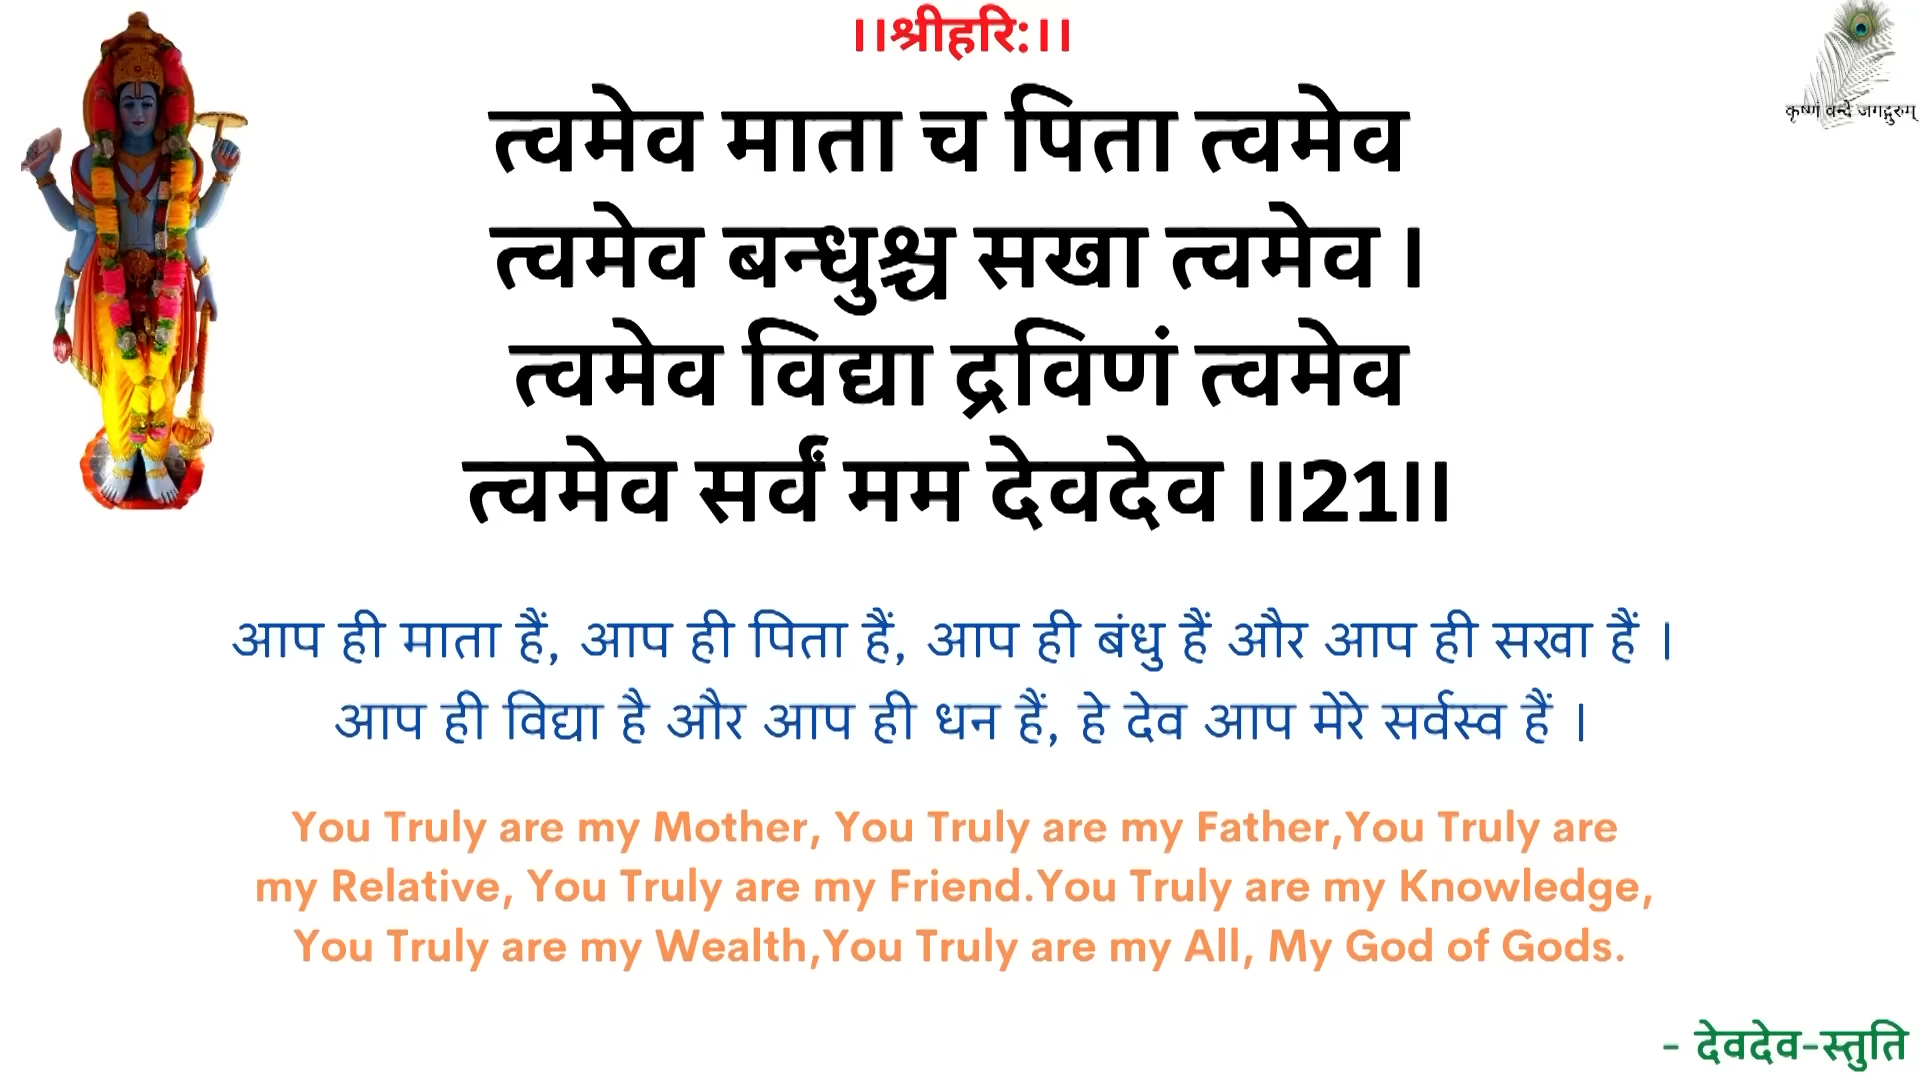 ।।श्रीहरि:।।
कृष्णं वन्दे जगद्गुरुम्
त्वमेव माता च पिता त्वमेव
त्वमेव बन्धुश्च सखा त्वमेव ।
त्वमेव विद्या द्रविणं त्वमेव
त्वमेव सर्वं मम देवदेव ।।21।।
आप ही माता हैं, आप ही पिता हैं, आप ही बंधु हैं और आप ही सखा हैं ।
आप ही विद्या है और आप ही धन हैं, हे देव आप मेरे सर्वस्व हैं ।
You Truly are my Mother, You Truly are my Father,You Truly are
my Relative, You Truly are my Friend.You Truly are my Knowledge,
You Truly are my Wealth,You Truly are my All, My God of Gods.
- देवदेव-स्तुति